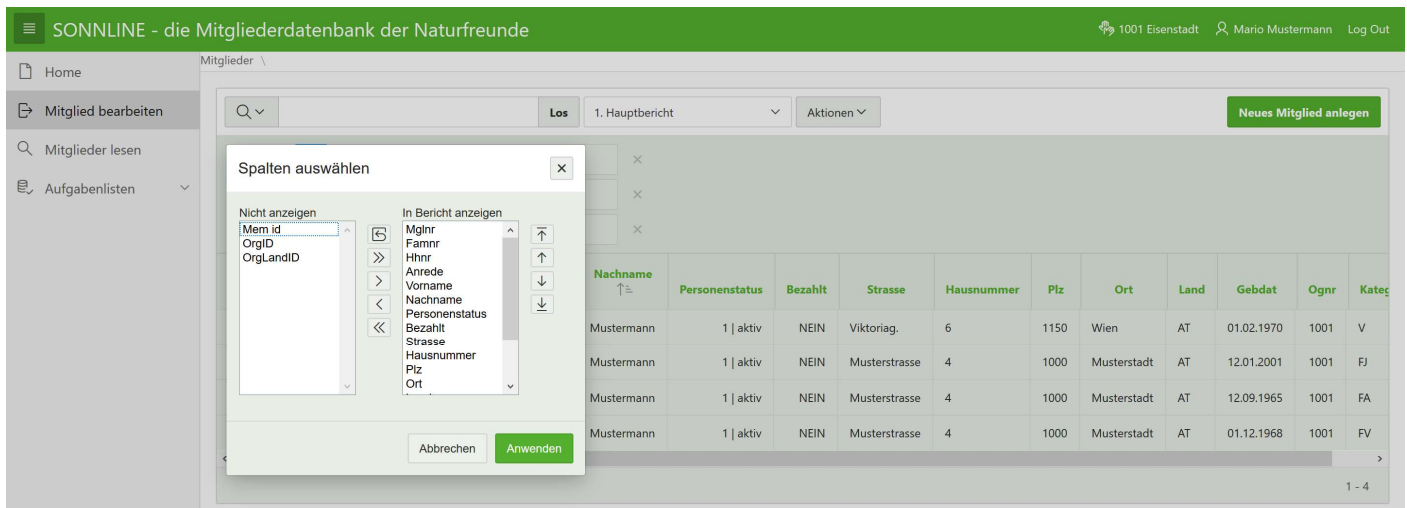 SONNLINE - die Mitgliederdatenbank der Naturfreunde
1001 Eisenstadt Mario Mustermann Log Out
Home
Mitglied bearbeiten
Mitglieder lesen
Aufgabenlisten
Mitglieder \
Los 1. Hauptbericht Aktionen Neues Mitglied anlegen
Spalten auswählen
Nicht anzeigen
Mem id
OrgID
OrgLandID
In Bericht anzeigen
Mglnr
Famnr
Hhnr
Anrede
Vorname
Nachname
Personenstatus
Bezahlt
Strasse
Hausnummer
Plz
Ort
Abbrechen Anwenden
Nachname Personenstatus Bezahlt Strasse Hausnummer Plz Ort Land Gebdat Ognr Kateg
Mustermann 1 | aktiv NEIN Viktoriag. 6 1150 Wien AT 01.02.1970 1001 V
Mustermann 1 | aktiv NEIN Musterstrasse 4 1000 Musterstadt AT 12.01.2001 1001 FJ
Mustermann 1 | aktiv NEIN Musterstrasse 4 1000 Musterstadt AT 12.09.1965 1001 FA
Mustermann 1 | aktiv NEIN Musterstrasse 4 1000 Musterstadt AT 01.12.1968 1001 FV
1 - 4